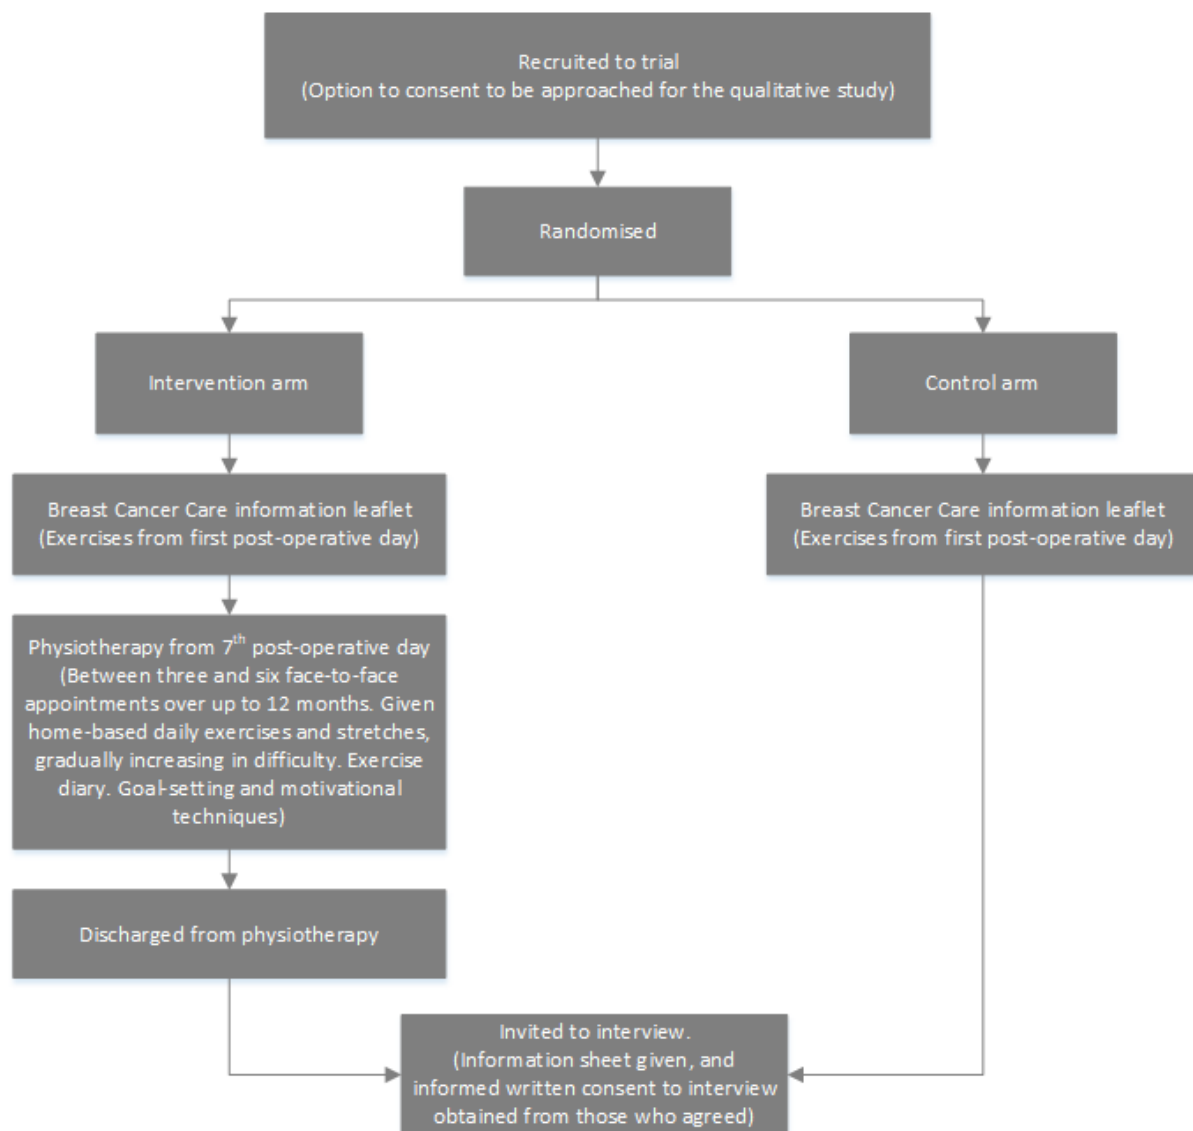 Recruited to trial
(Option to consent to be approached for the qualitative study)
Randomised
Intervention arm
Control arm
Breast Cancer Care information leaflet
(Exercises from first post-operative day)
Breast Cancer Care information leaflet
(Exercises from first post-operative day)
Physiotherapy from 7th post-operative day
(Between three and six face-to-face
appointments over up to 12 months. Given
home-based daily exercises and stretches,
gradually increasing in difficulty. Exercise
diary. Goal-setting and motivational
techniques)
Discharged from physiotherapy
Invited to interview.
(Information sheet given, and
informed written consent to interview
obtained from those who agreed)